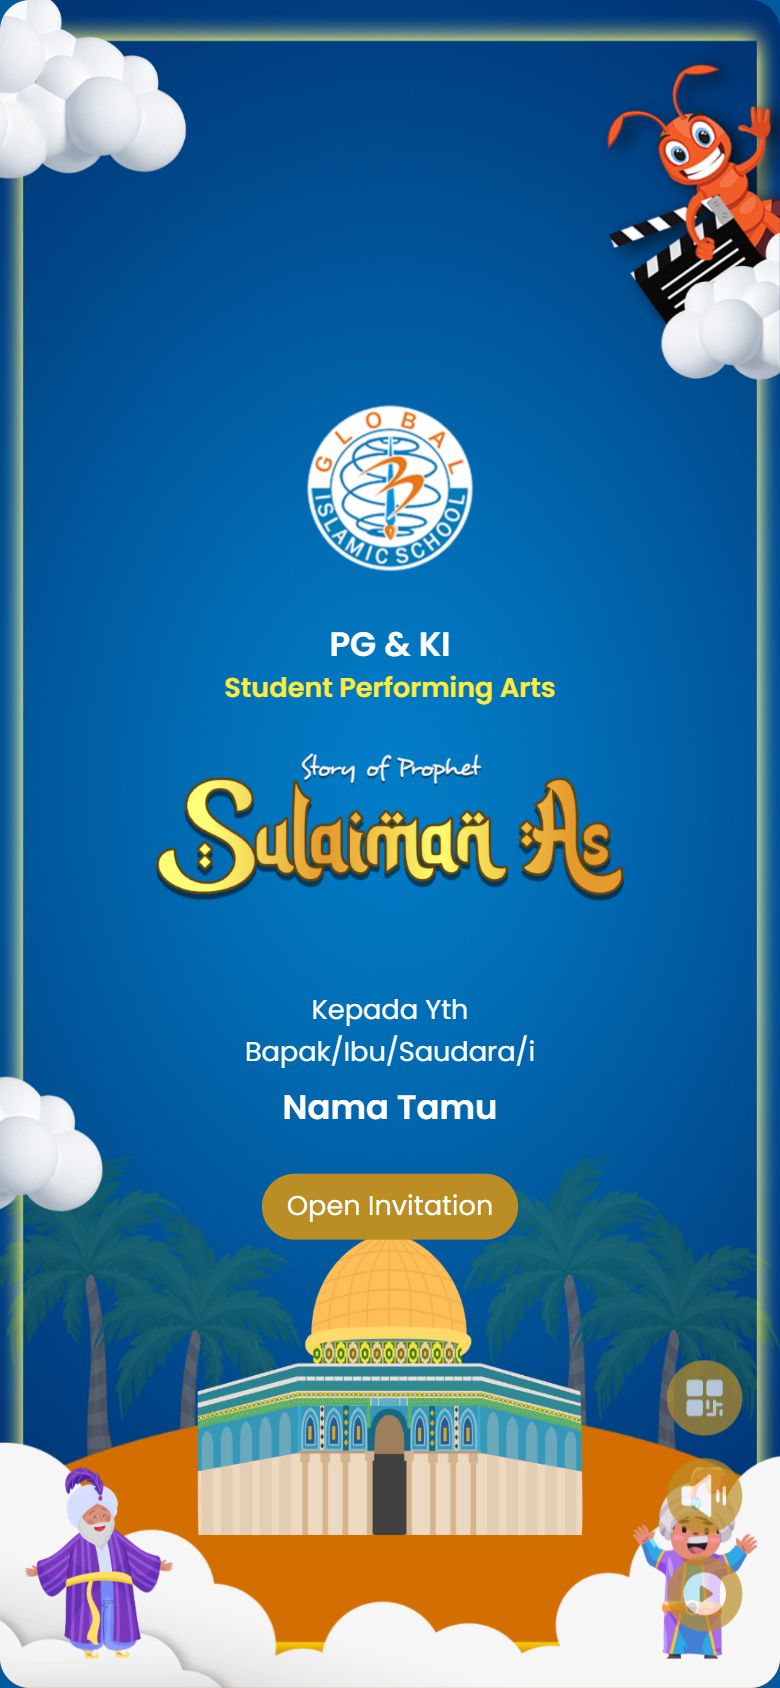 GLOBAL
ISLAMIC SCHOOL
PG & KI
Student Performing Arts
Story of Prophet
Sulaiman As
Kepada Yth
Bapak/Ibu/Saudara/i
Nama Tamu
Open Invitation